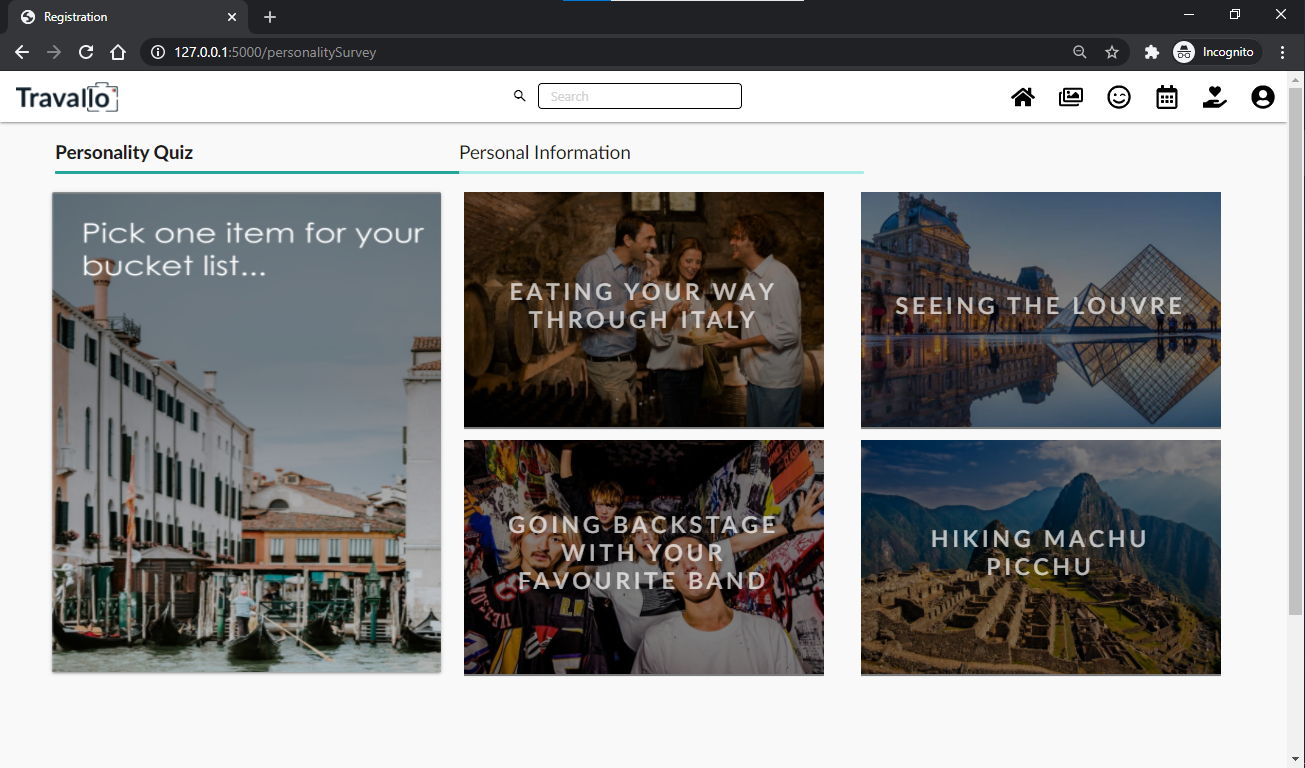 Registration
127.0.0.1:5000/personalitySurvey
Incognito
Travallo
Search
Personality Quiz
Personal Information
Pick one item for your
bucket list...
EATING YOUR WAY
THROUGH ITALY
SEEING THE LOUVRE
GOING BACKSTAGE
WITH YOUR
FAVOURITE BAND
HIKING MACHU
PICCHU